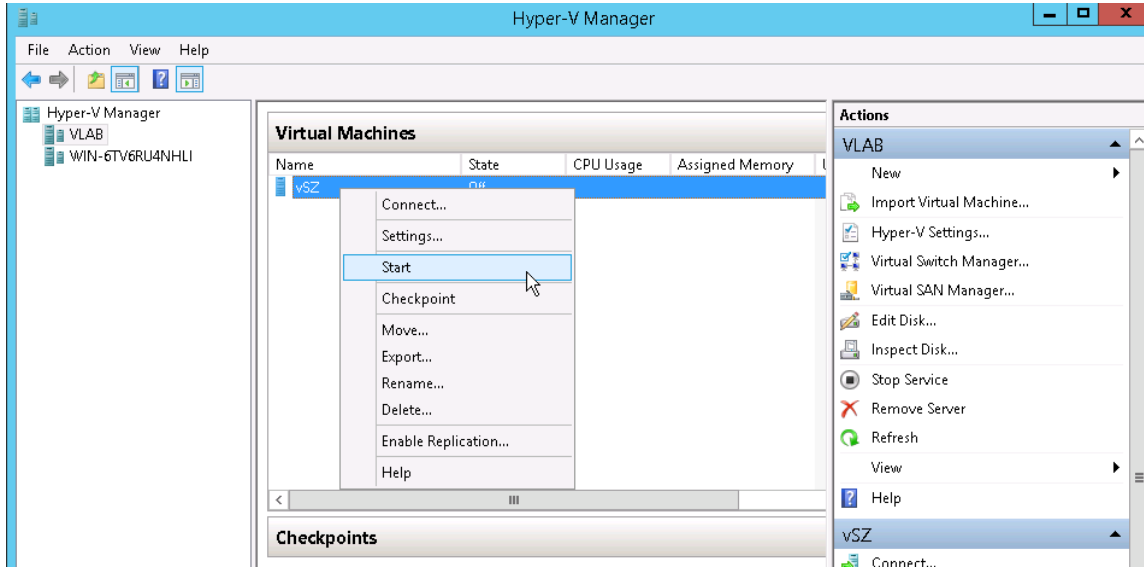 Hyper-V Manager
File Action View Help
Hyper-V Manager
VLAB
WIN-6TV6RU4NHLI
Virtual Machines
Name State CPU Usage Assigned Memory
vSZ Off
Connect...
Settings...
Start
Checkpoint
Move...
Export...
Rename...
Delete...
Enable Replication...
Help
Checkpoints
Actions
VLAB
New
Import Virtual Machine...
Hyper-V Settings...
Virtual Switch Manager...
Virtual SAN Manager...
Edit Disk...
Inspect Disk...
Stop Service
Remove Server
Refresh
View
Help
vSZ
Connect...